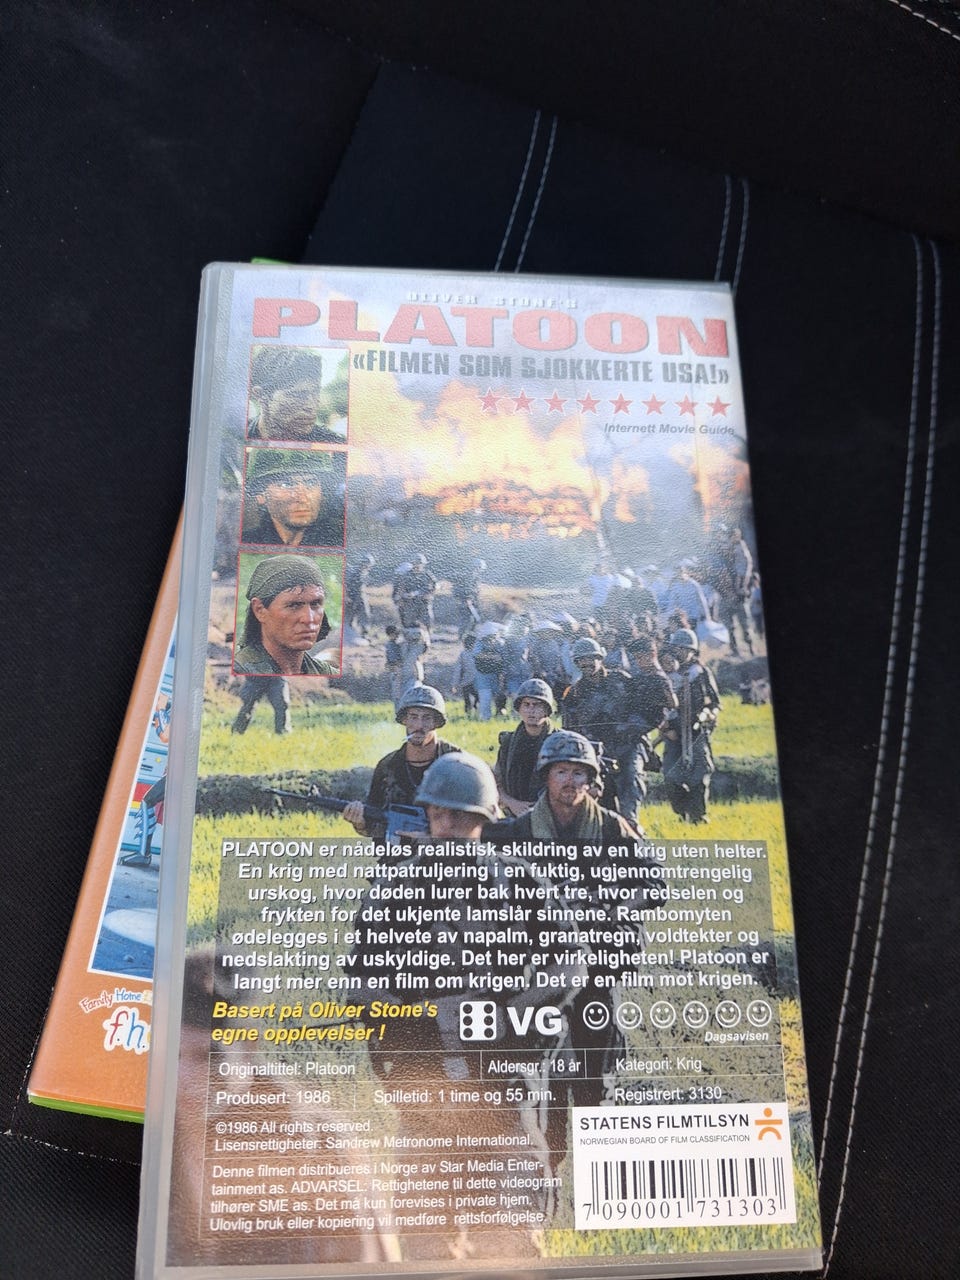 OLIVER STONE'S
PLATOON
«FILMEN SOM SJOKKERTE USA!»
Internett Movie Guide
PLATOON er nådeløs realistisk skildring av en krig uten helter.
En krig med nattpatruljering i en fuktig, ugjennomtrengelig
urskog, hvor døden lurer bak hvert tre, hvor redselen og
frykten for det ukjente lamslår sinnene. Rambomyten
ødelegges i et helvete av napalm, granatregn, voldtekter og
nedslakting av uskyldige. Det her er virkeligheten! Platoon er
langt mer enn en film om krigen. Det er en film mot krigen.
Basert på Oliver Stone's
egne opplevelser !
VG
Dagsavisen
Originaltittel: Platoon
Aldersgr.: 18 år
Kategori: Krig
Produsert: 1986
Spilletid: 1 time og 55 min.
Registrert: 3130
©1986 All rights reserved.
Lisensrettigheter: Sandrew Metronome International.
Denne filmen distribueres i Norge av Star Media Enter-
tainment as. ADVARSEL: Rettighetene til dette videogram
tilhører SME as. Det må kun forevises i private hjem.
Ulovlig bruk eller kopiering vil medføre rettsforfølgelse.
STATENS FILMTILSYN
NORWEGIAN BOARD OF FILM CLASSIFICATION
7 090001 731303
Family Home
f.h.